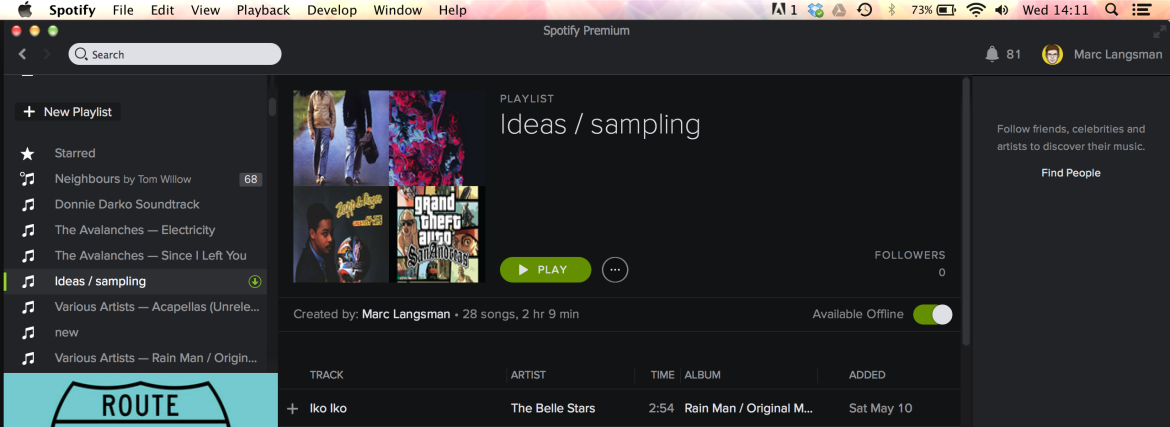 Spotify File Edit View Playback Develop Window Help 1 73% Wed 14:11
Spotify Premium
Search
81 Marc Langsman
New Playlist
Starred
Neighbours by Tom Willow 68
Donnie Darko Soundtrack
The Avalanches — Electricity
The Avalanches — Since I Left You
Ideas / sampling
Various Artists — Acapellas (Unrele...
new
Various Artists — Rain Man / Origin...
ROUTE
PLAYLIST
Ideas / sampling
grand
theft
auto
San Andreas
PLAY
FOLLOWERS
0
Created by: Marc Langsman • 28 songs, 2 hr 9 min
Available Offline
TRACK ARTIST TIME ALBUM ADDED
Iko Iko The Belle Stars 2:54 Rain Man / Original M... Sat May 10
Follow friends, celebrities and
artists to discover their music.
Find People